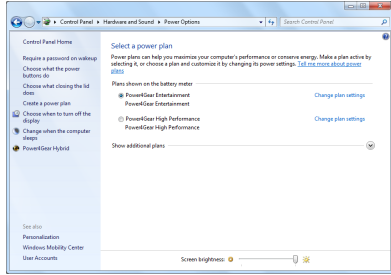 Control Panel ▸ Hardware and Sound ▸ Power Options
Search Control Panel
Control Panel Home
Require a password on wakeup
Choose what the power
buttons do
Choose what closing the lid
does
Create a power plan
Choose when to turn off the
display
Change when the computer
sleeps
Power4Gear Hybrid
See also
Personalization
Windows Mobility Center
User Accounts
Select a power plan
Power plans can help you maximize your computer's performance or conserve energy. Make a plan active by
selecting it, or choose a plan and customize it by changing its power settings. Tell me more about power
plans
Plans shown on the battery meter
Power4Gear Entertainment
Change plan settings
Power4Gear Entertainment
Power4Gear High Performance
Change plan settings
Power4Gear High Performance
Show additional plans
Screen brightness: